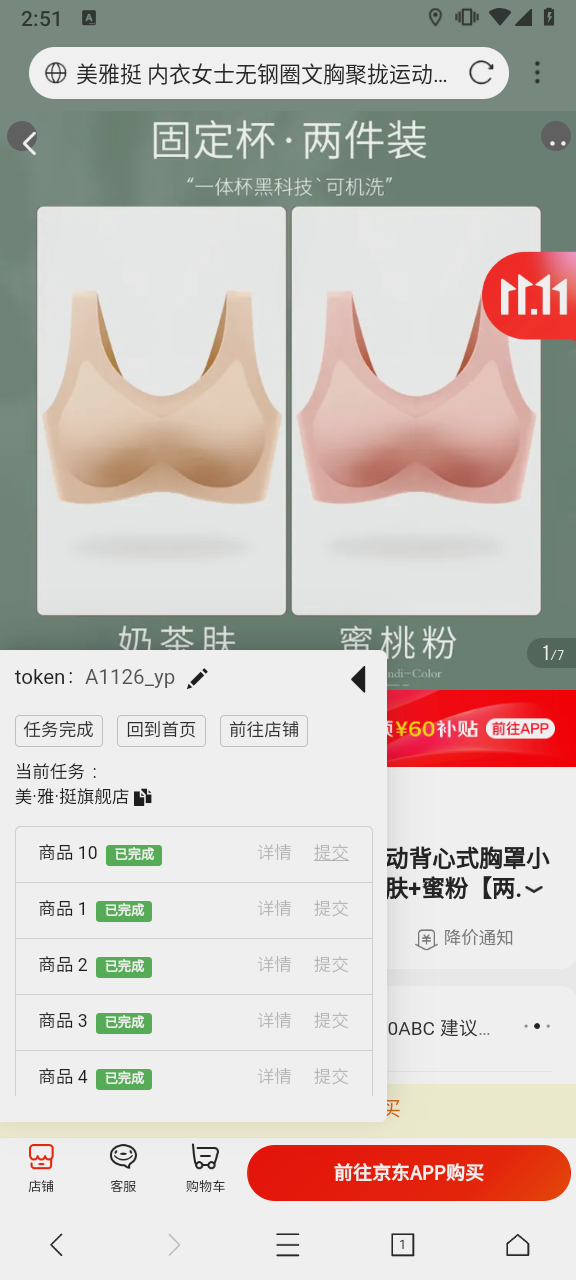 2:51
A
美雅挺 内衣女士无钢圈文胸聚拢运动...
固定杯·两件装
“一体杯黑科技`可机洗”
11.11
奶茶肤
蜜桃粉
ndi-Color
1/7
token： A1126_yp
任务完成
回到首页
前往店铺
当前任务 :
美·雅·挺旗舰店
商品 10 已完成 详情 提交
商品 1 已完成 详情 提交
商品 2 已完成 详情 提交
商品 3 已完成 详情 提交
商品 4 已完成 详情 提交
¥60补贴 前往APP
动背心式胸罩小
肤+蜜粉【两.
降价通知
0ABC 建议...
买
店铺
客服
购物车
前往京东APP购买
1